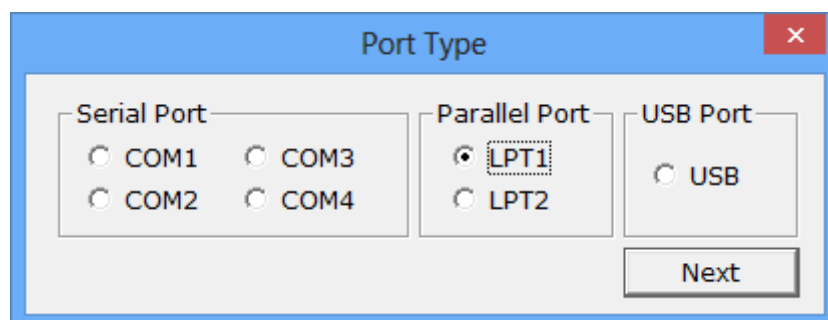 Port Type
Serial Port Parallel Port USB Port
COM1 COM3 LPT1 USB
COM2 COM4 LPT2
Next